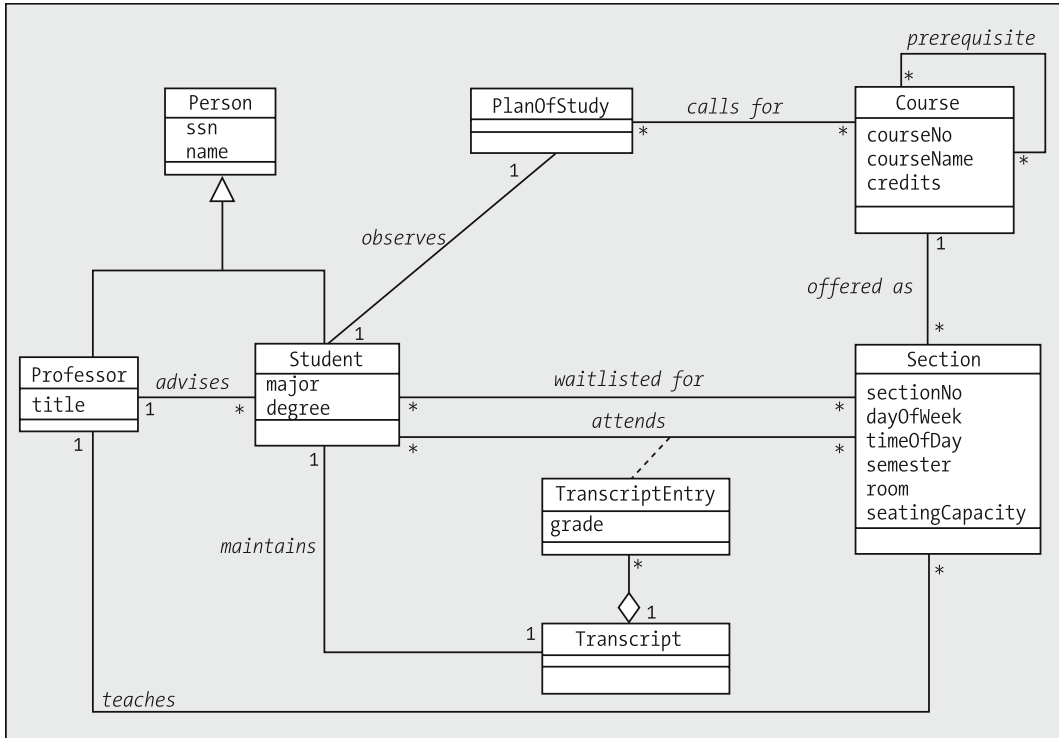 prerequisite
*
Person
ssn
name
PlanOfStudy
calls for
*
*
Course
courseNo
courseName
credits
*
1
observes
1
1
offered as
*
Professor
title
advises
1
*
Student
major
degree
waitlisted for
*
*
attends
*
*
Section
sectionNo
dayOfWeek
timeOfDay
semester
room
seatingCapacity
1
1
TranscriptEntry
grade
maintains
*
*
1
1
Transcript
teaches